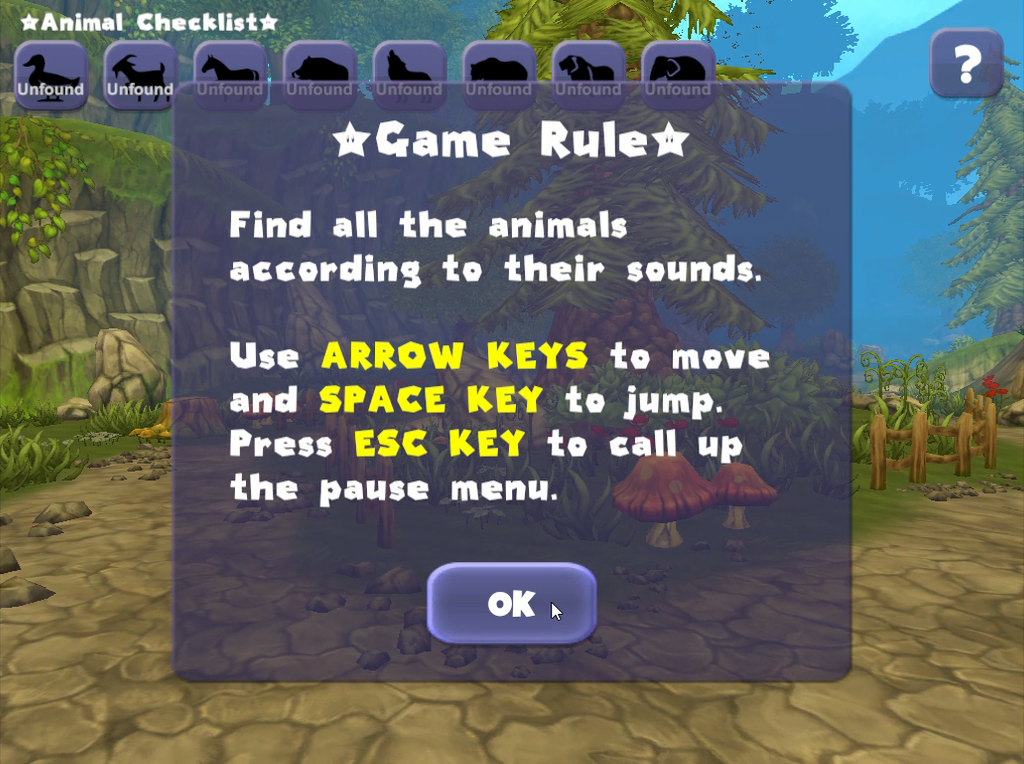 ★Animal Checklist★
Unfound Unfound Unfound Unfound Unfound Unfound Unfound Unfound
?
★Game Rule★
Find all the animals
according to their sounds.
Use ARROW KEYS to move
and SPACE KEY to jump.
Press ESC KEY to call up
the pause menu.
OK